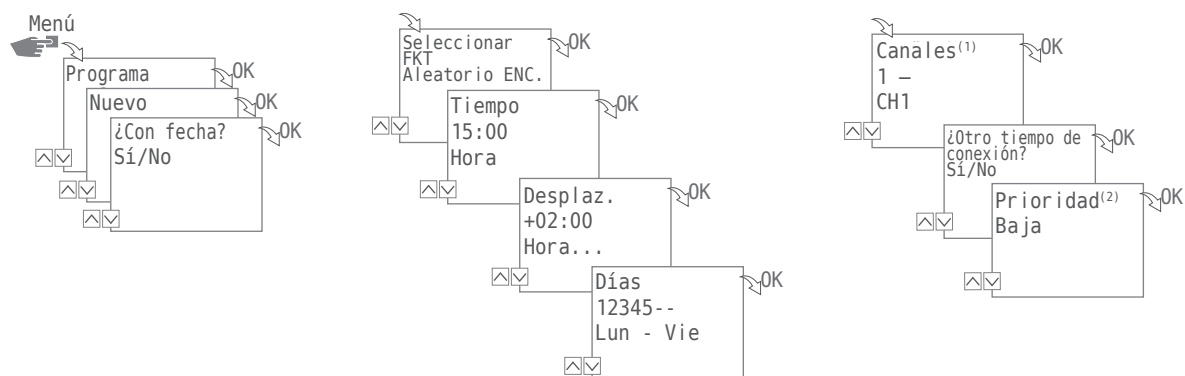 Menú
Programa
OK
Nuevo
OK
¿Con fecha?
Sí/No
OK
Seleccionar
FKT
Aleatorio ENC.
OK
Tiempo
15:00
Hora
OK
Desplaz.
+02:00
Hora...
OK
Días
12345--
Lun - Vie
OK
Canales(1)
1 –
CH1
OK
¿Otro tiempo de
conexión?
Sí/No
OK
Prioridad(2)
Baja
OK